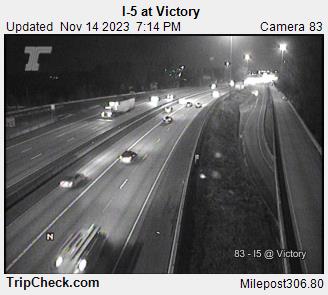 I-5 at Victory
Updated  Nov 14 2023  7:14 PM
Camera 83
T
N
83 - I5 @ Victory
TripCheck.com
Milepost306.80